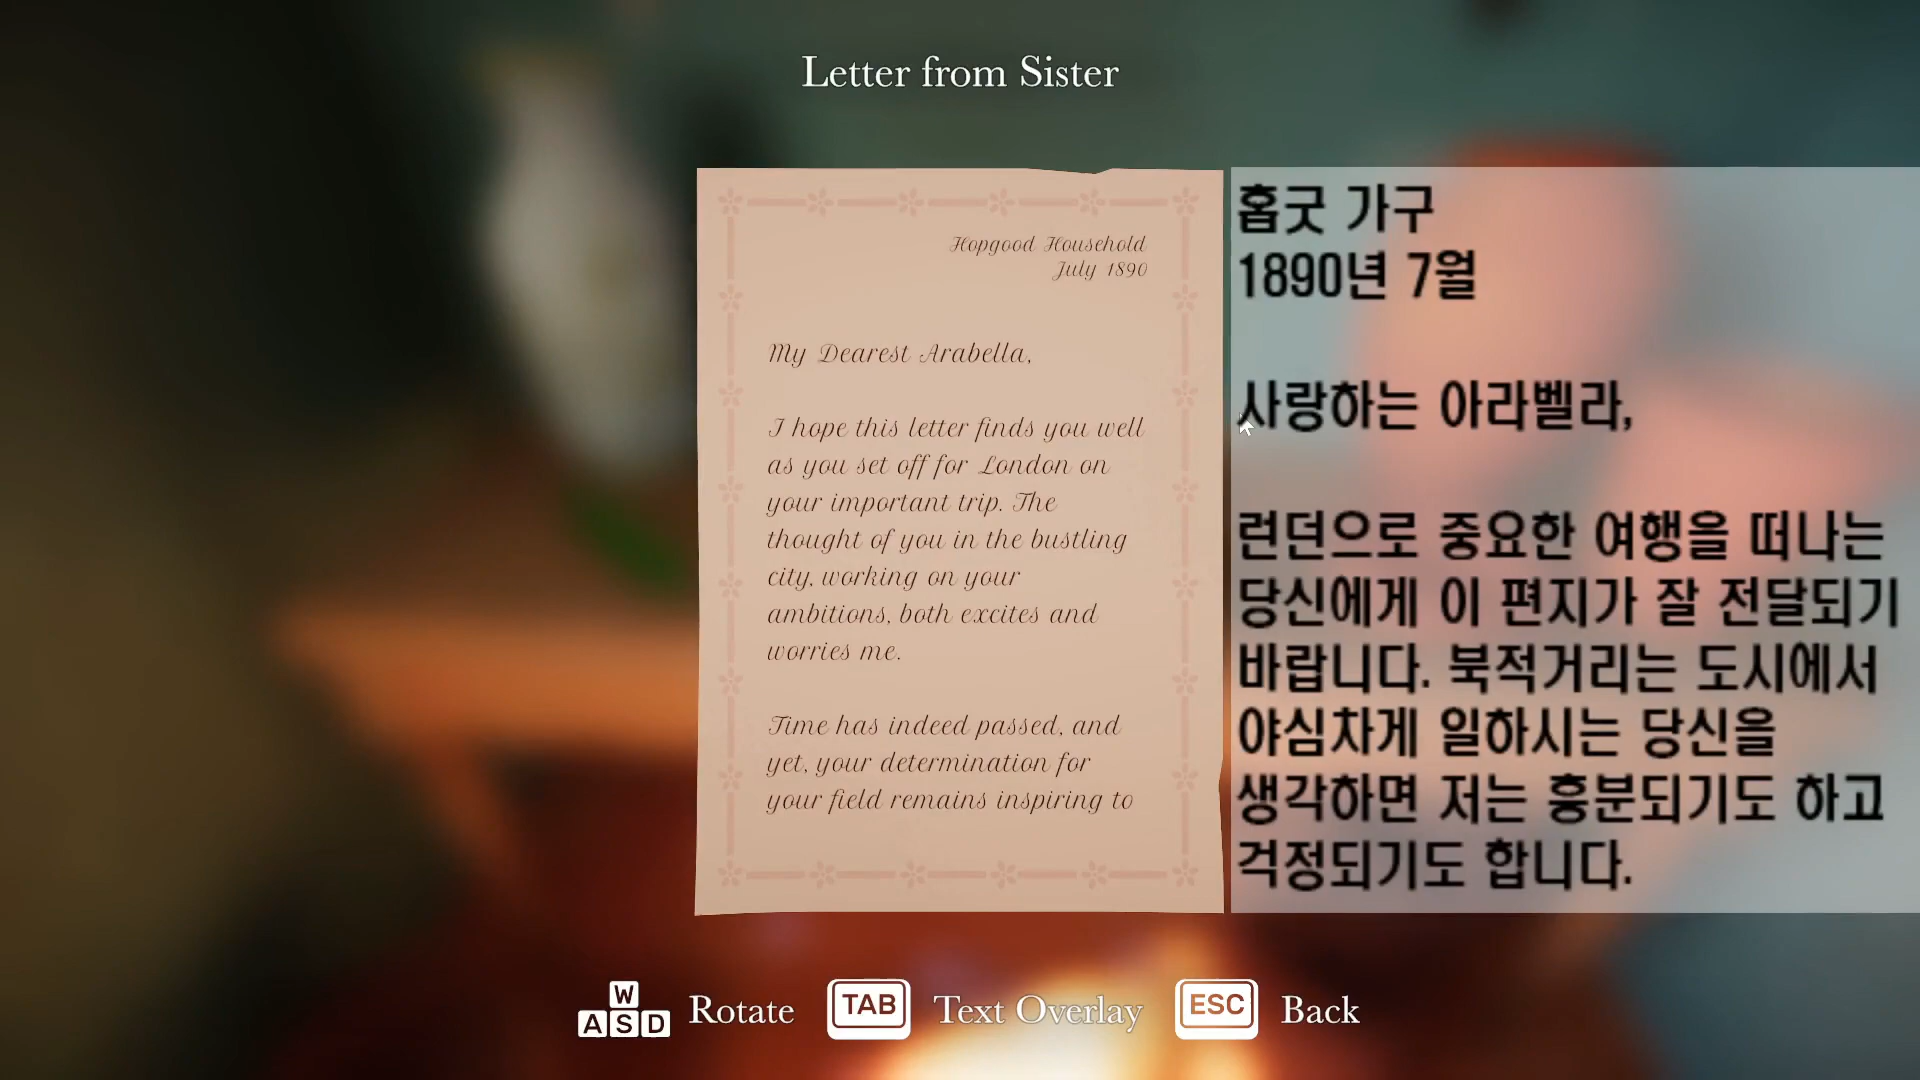 Letter from Sister
Hopgood Household
July 1890
My Dearest Arabella,
I hope this letter finds you well
as you set off for London on
your important trip. The
thought of you in the bustling
city, working on your
ambitions, both excites and
worries me.
Time has indeed passed, and
yet, your determination for
your field remains inspiring to
홉굿 가구
1890년 7월
사랑하는 아라벨라,
런던으로 중요한 여행을 떠나는
당신에게 이 편지가 잘 전달되기
바랍니다. 북적거리는 도시에서
야심차게 일하시는 당신을
생각하면 저는 흥분되기도 하고
걱정되기도 합니다.
W
A S D Rotate
TAB Text Overlay
ESC Back